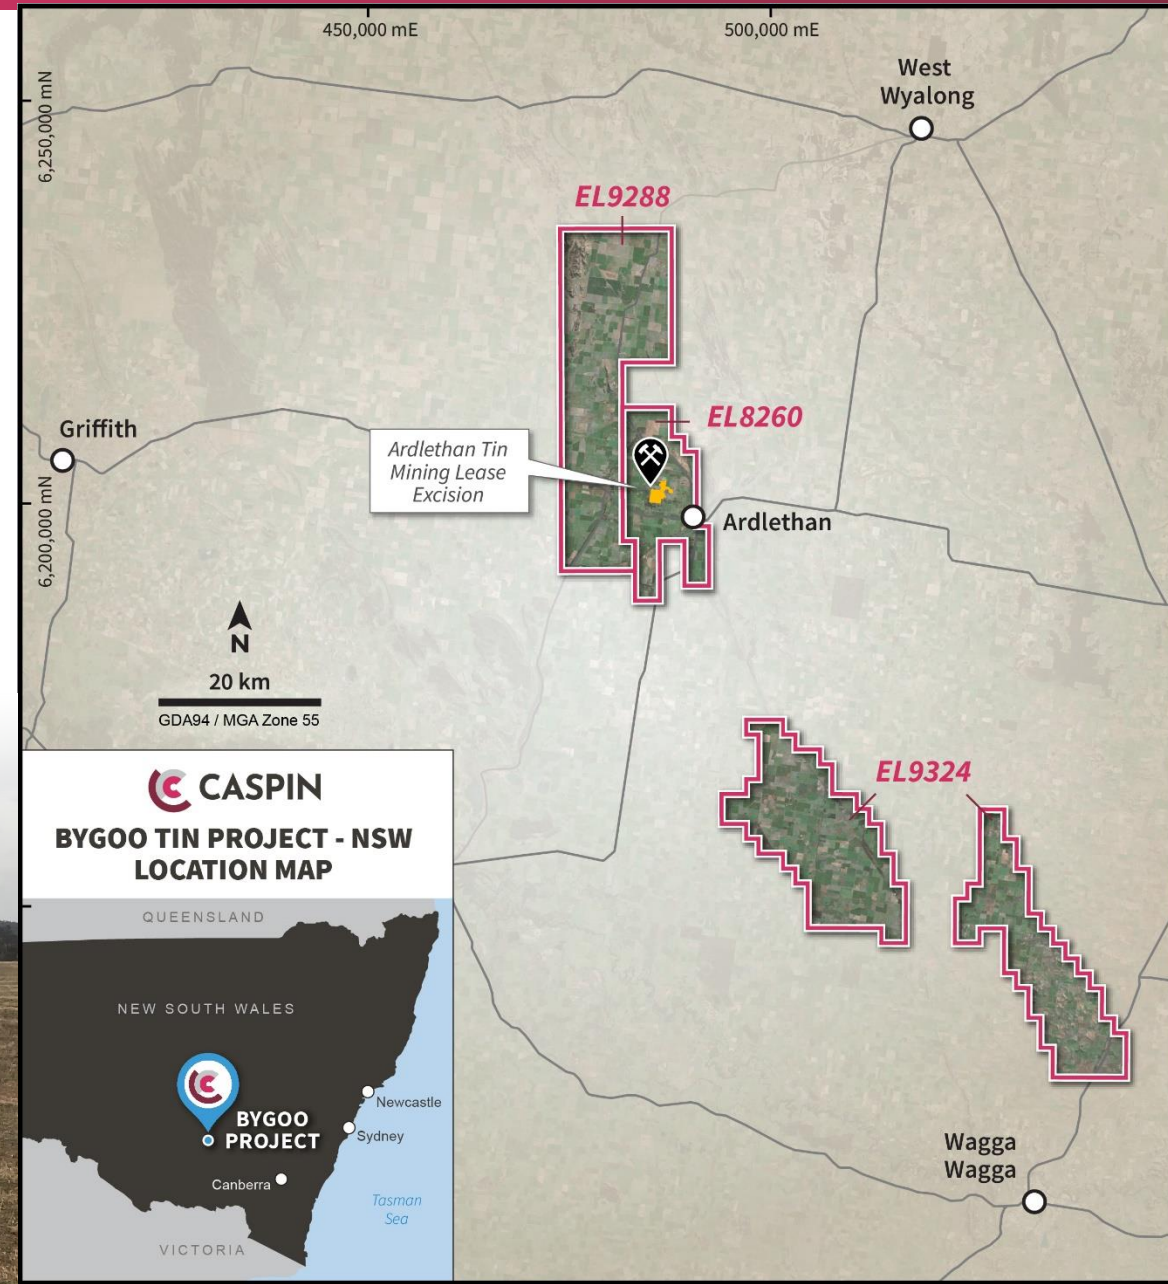 450,000 mE
500,000 mE
6,250,000 mN
6,200,000 mN
West
Wyalong
EL9288
EL8260
Griffith
Ardlethan Tin
Mining Lease
Excision
Ardlethan
N
20 km
GDA94 / MGA Zone 55
EL9324
CASPIN
BYGOO TIN PROJECT - NSW
LOCATION MAP
QUEENSLAND
NEW SOUTH WALES
Newcastle
BYGOO
PROJECT
Sydney
Canberra
Tasman
Sea
VICTORIA
Wagga
Wagga